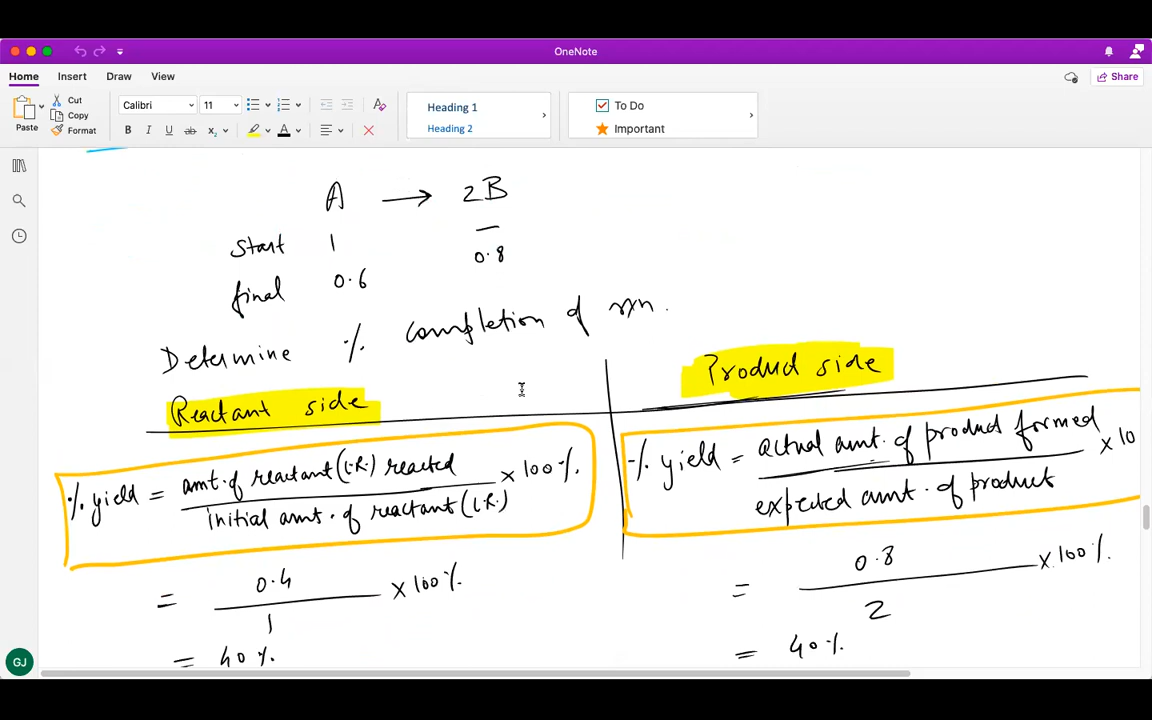 OneNote
Home Insert Draw View
Share
Paste
Cut
Copy
Format
Calibri 11
B I U ab x₂ A
Heading 1
Heading 2
To Do
Important
A → 2B
Start 1 —
final 0.6 0.8
Determine % completion of rxn.
Reactant side
Product side
% yield = amt. of reactant (L.R.) reacted / initial amt. of reactant (L.R.) × 100%
% yield = actual amt. of product formed / expected amt. of product × 10
= 0.4 / 1 × 100%
= 0.8 / 2 × 100%
= 40%
= 40%
GJ